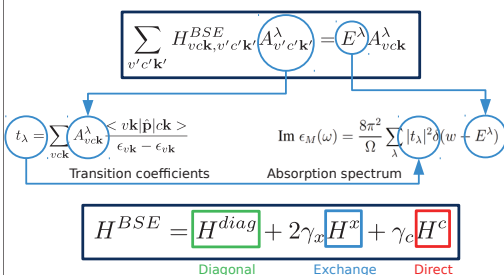 ∑_{v'c'k'} H^{BSE}_{vck,v'c'k'} A^λ_{v'c'k'} = E^λ A^λ_{vck}
t_λ = ∑_{vck} A^λ_{vck} < vk|p̂|ck > / ϵ_{vk} − ϵ_{vk}
Im ϵ_M(ω) = 8π²/Ω ∑_λ |t_λ|² δ(w − E^λ)
Transition coefficients
Absorption spectrum
H^{BSE} = H^{diag} + 2γ_x H^x + γ_c H^c
Diagonal
Exchange
Direct